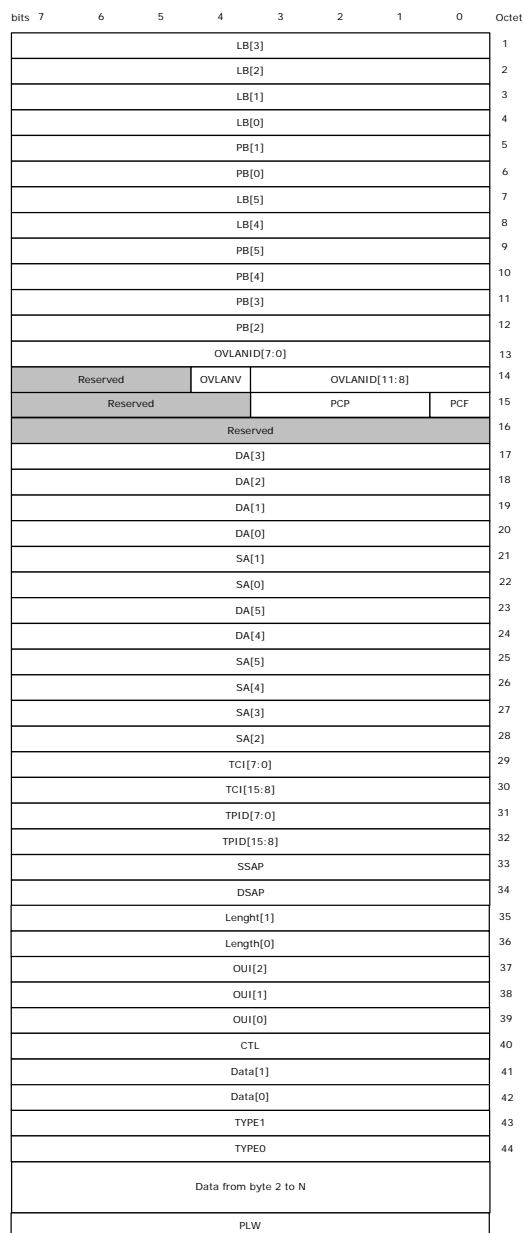 bits 7 6 5 4 3 2 1 0 Octet
LB[3] 1
LB[2] 2
LB[1] 3
LB[0] 4
PB[1] 5
PB[0] 6
LB[5] 7
LB[4] 8
PB[5] 9
PB[4] 10
PB[3] 11
PB[2] 12
OVLANID[7:0] 13
Reserved OVLANV OVLANID[11:8] 14
Reserved PCP PCF 15
Reserved 16
DA[3] 17
DA[2] 18
DA[1] 19
DA[0] 20
SA[1] 21
SA[0] 22
DA[5] 23
DA[4] 24
SA[5] 25
SA[4] 26
SA[3] 27
SA[2] 28
TCI[7:0] 29
TCI[15:8] 30
TPID[7:0] 31
TPID[15:8] 32
SSAP 33
DSAP 34
Lenght[1] 35
Length[0] 36
OUI[2] 37
OUI[1] 38
OUI[0] 39
CTL 40
Data[1] 41
Data[0] 42
TYPE1 43
TYPE0 44
Data from byte 2 to N
PLW